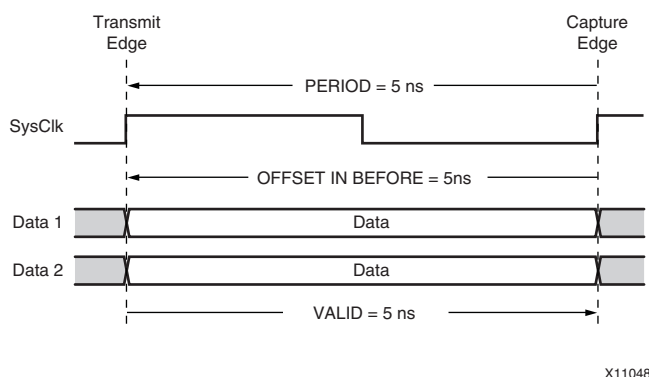 Transmit
Edge
Capture
Edge
PERIOD = 5 ns
SysClk
OFFSET IN BEFORE = 5ns
Data 1
Data
Data 2
Data
VALID = 5 ns
X11048